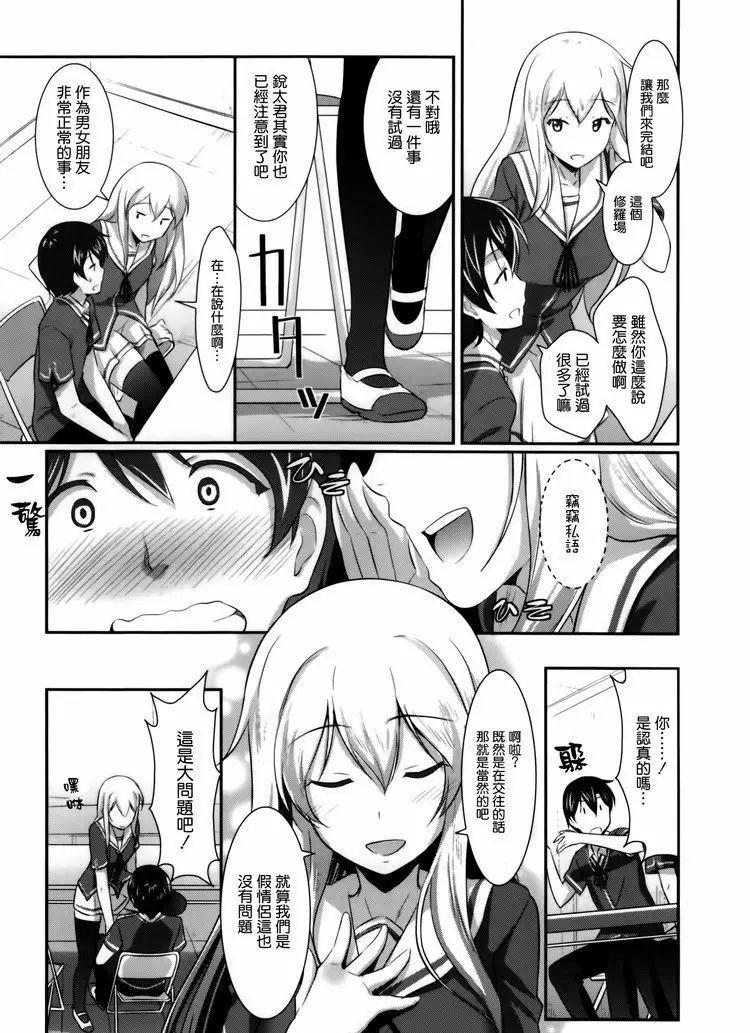 那麼
讓我們來完結吧
這個
修羅場
雖然你這麼說
要怎麼做啊
已經試過
很多了嘛
不對哦
還有一件事
沒有試過
銳太君其實你也
已經注意到了吧
カ
タ
ッ
作為男女朋友
非常正常的事…
在…在說什麼啊…
竊竊私語
ひそ
ひそ
一驚
你……！
是認真的嗎…
躲
啊啦？
既然是在交往的話
那就是當然的吧
就算我們是
假情侶這也
沒有問題
這是大問題吧！
嘿咻